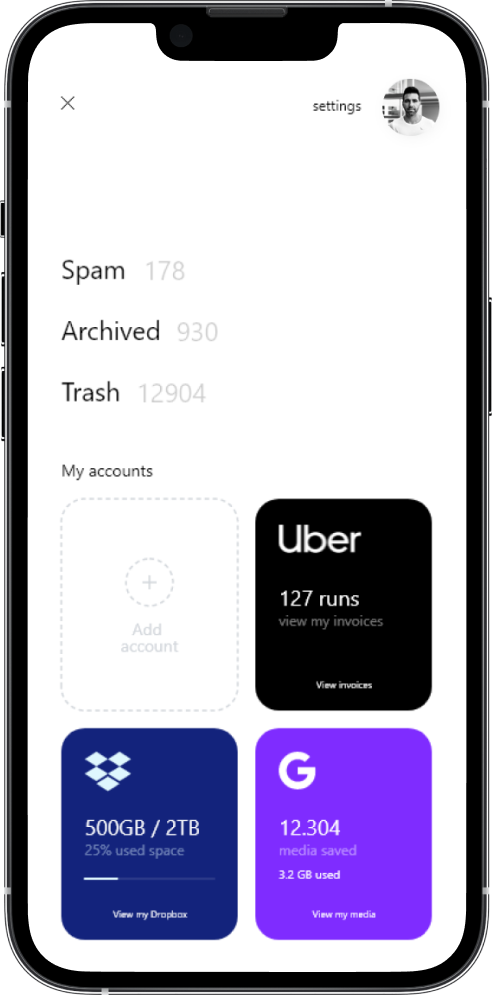 settings
Spam 178
Archived 930
Trash 12904
My accounts
Add
account
Uber
127 runs
view my invoices
View invoices
500GB / 2TB
25% used space
View my Dropbox
G
12.304
media saved
3.2 GB used
View my media